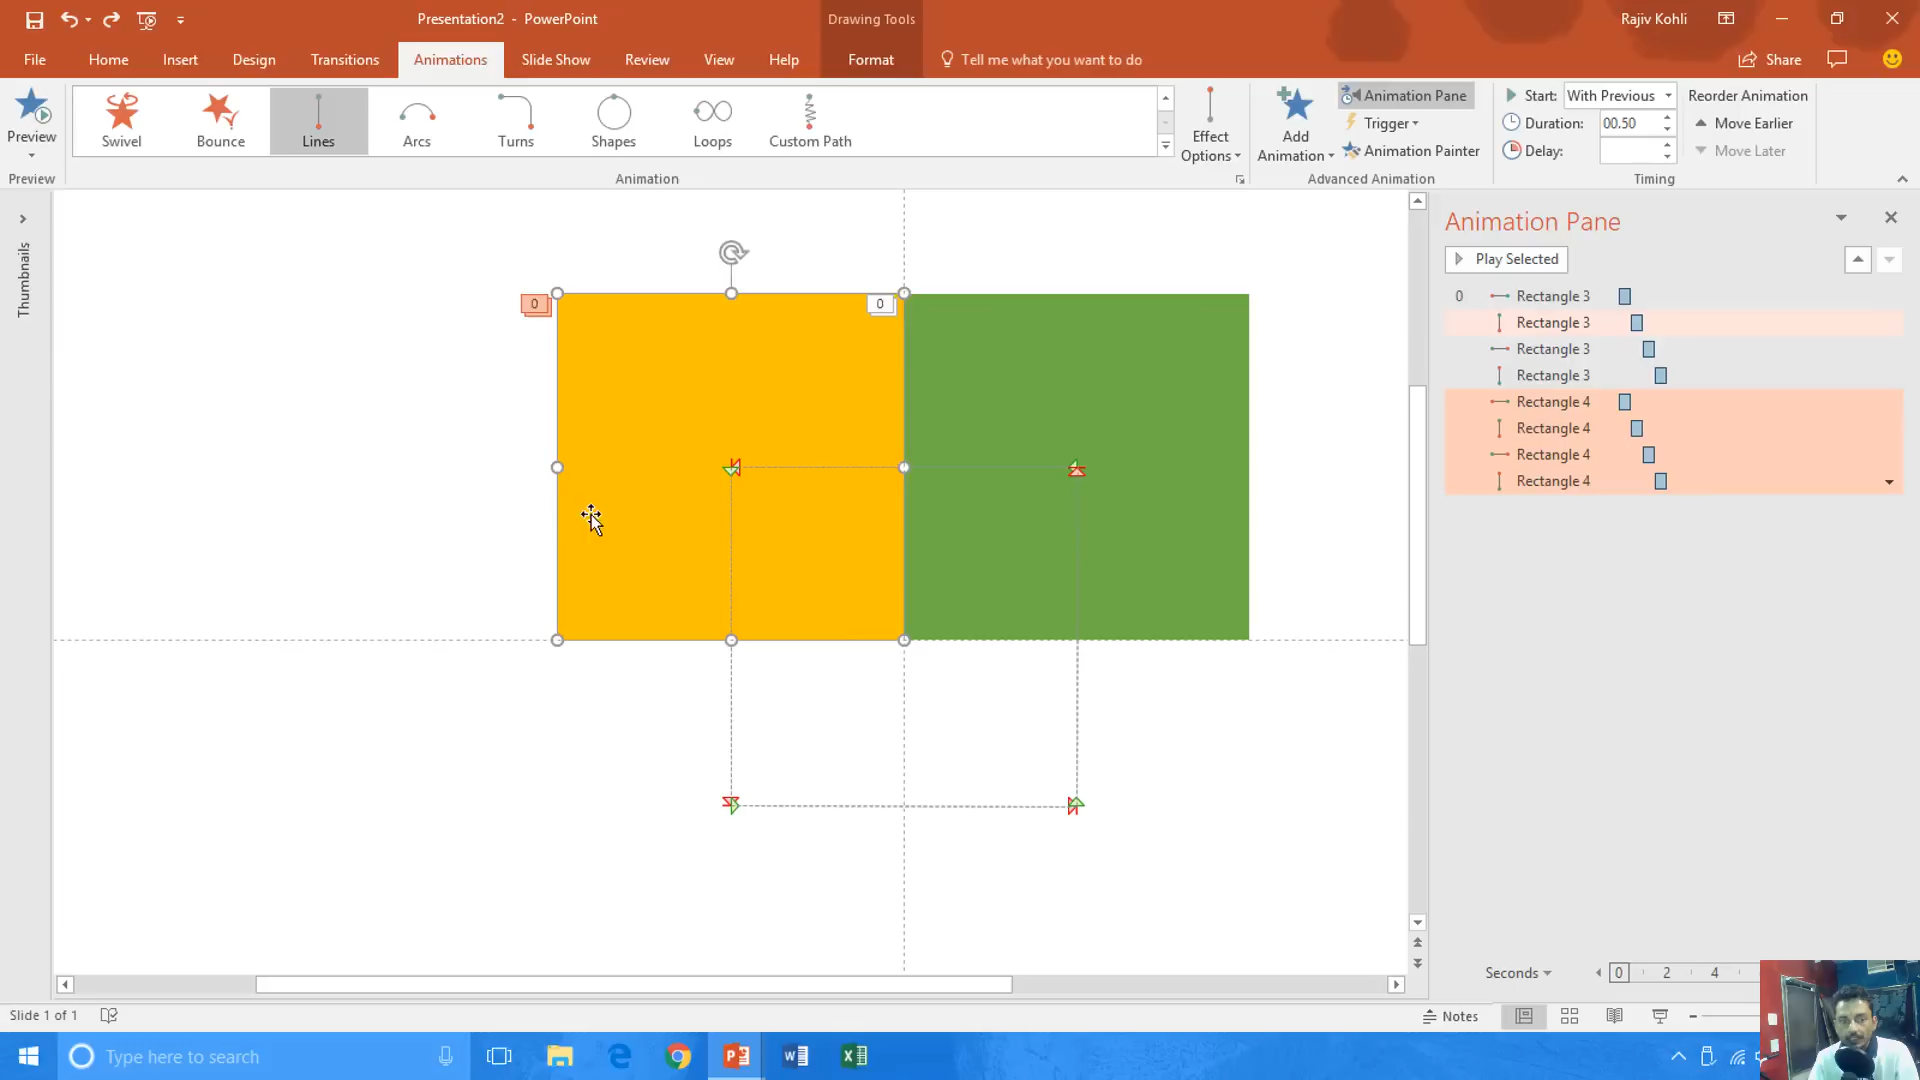 Presentation2 - PowerPoint
Drawing Tools
Rajiv Kohli
File Home Insert Design Transitions Animations Slide Show Review View Help Format Tell me what you want to do Share
Preview
Swivel Bounce Lines Arcs Turns Shapes Loops Custom Path
Effect Options
Add Animation
Animation Pane
Trigger
Animation Painter
Start: With Previous
Duration: 00.50
Delay:
Reorder Animation
Move Earlier
Move Later
Preview Animation Advanced Animation Timing
Thumbnails
0 0
Animation Pane
Play Selected
0 Rectangle 3
Rectangle 3
Rectangle 3
Rectangle 3
Rectangle 4
Rectangle 4
Rectangle 4
Rectangle 4
Seconds 0 2 4
Slide 1 of 1
Notes
Type here to search